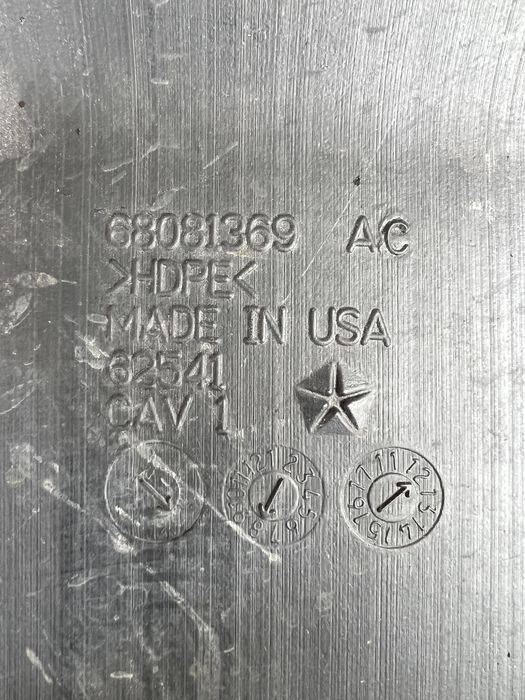 68081369 AC
>HDPE<
MADE IN USA
62541
CAV 1